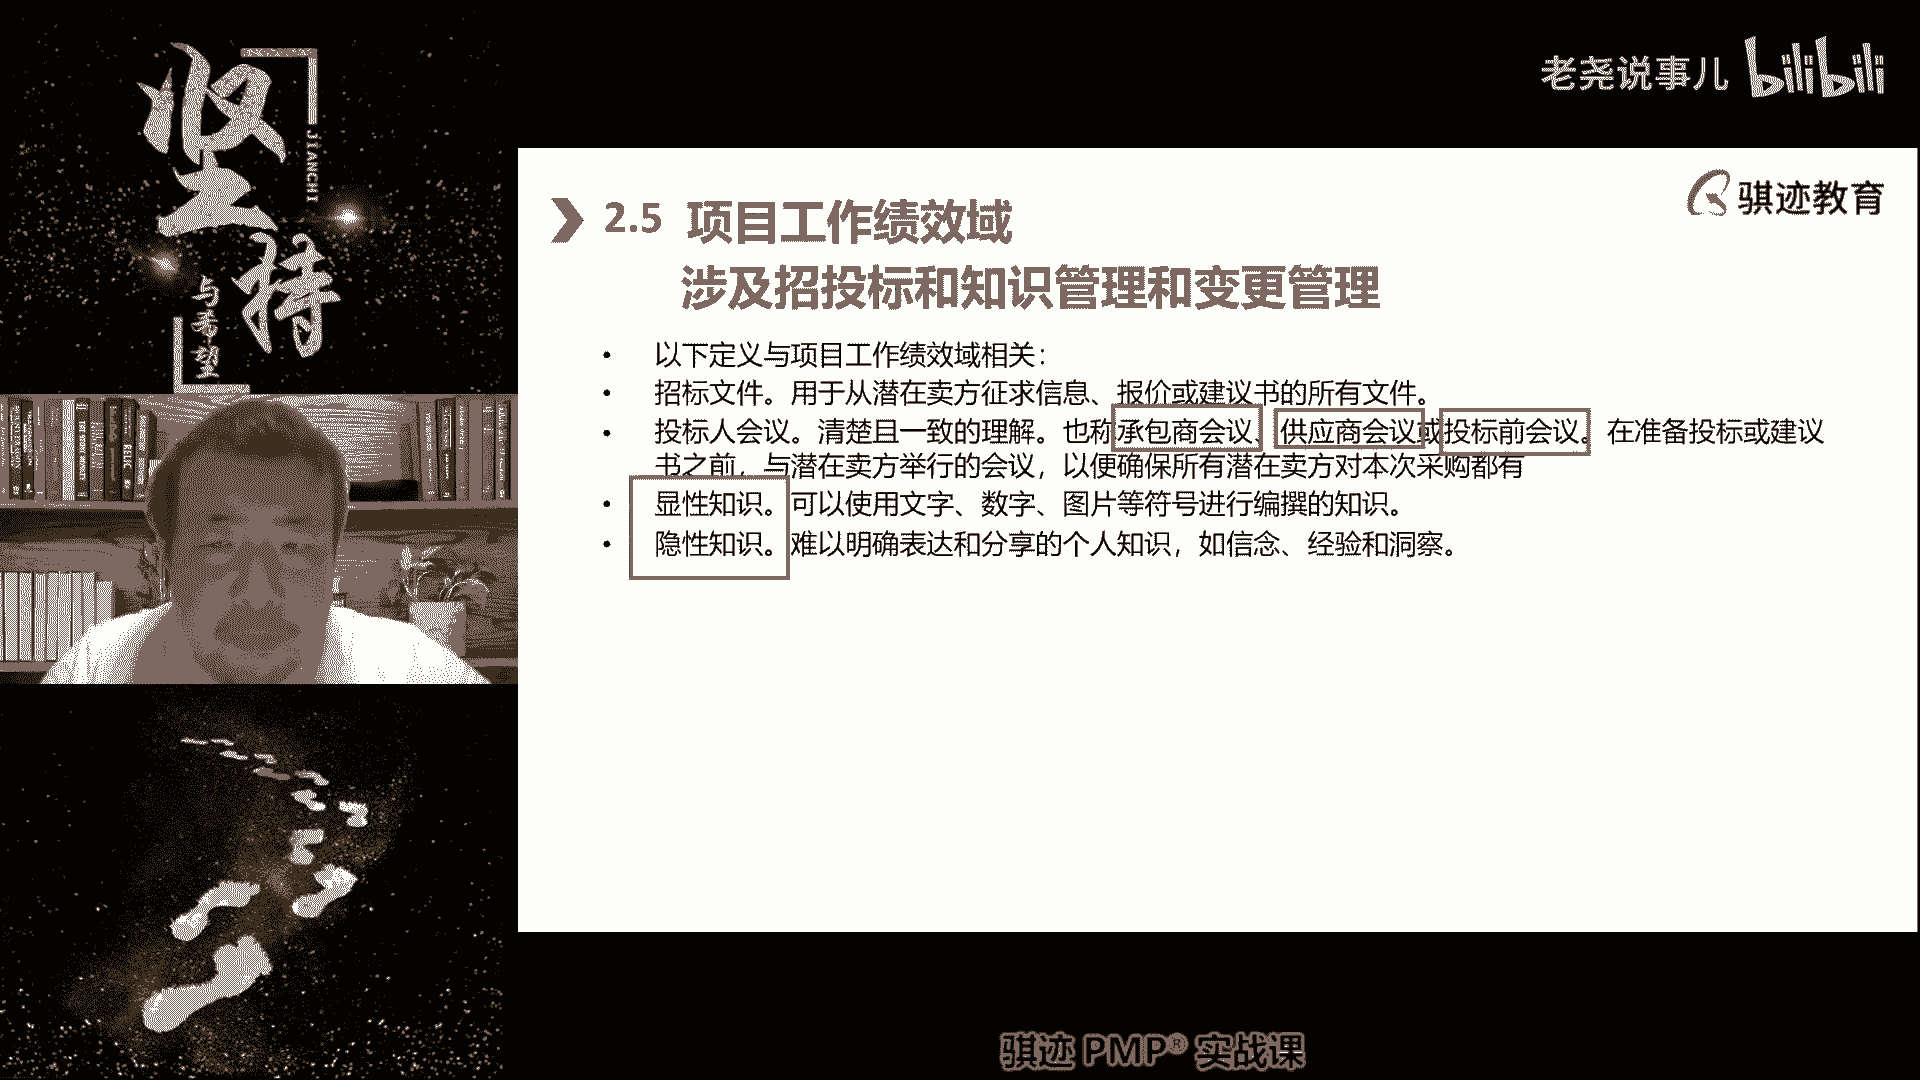 坚持
JIANCHI
与希望
老尧说事儿 bilibili
骐迹教育
2.5 项目工作绩效域
涉及招投标和知识管理和变更管理
• 以下定义与项目工作绩效域相关：
• 招标文件。用于从潜在卖方征求信息、报价或建议书的所有文件。
• 投标人会议。清楚且一致的理解。也称承包商会议、供应商会议或投标前会议。在准备投标或建议
书之前，与潜在卖方举行的会议，以便确保所有潜在卖方对本次采购都有
• 显性知识。可以使用文字、数字、图片等符号进行编撰的知识。
• 隐性知识。难以明确表达和分享的个人知识，如信念、经验和洞察。
骐迹 PMP® 实战课